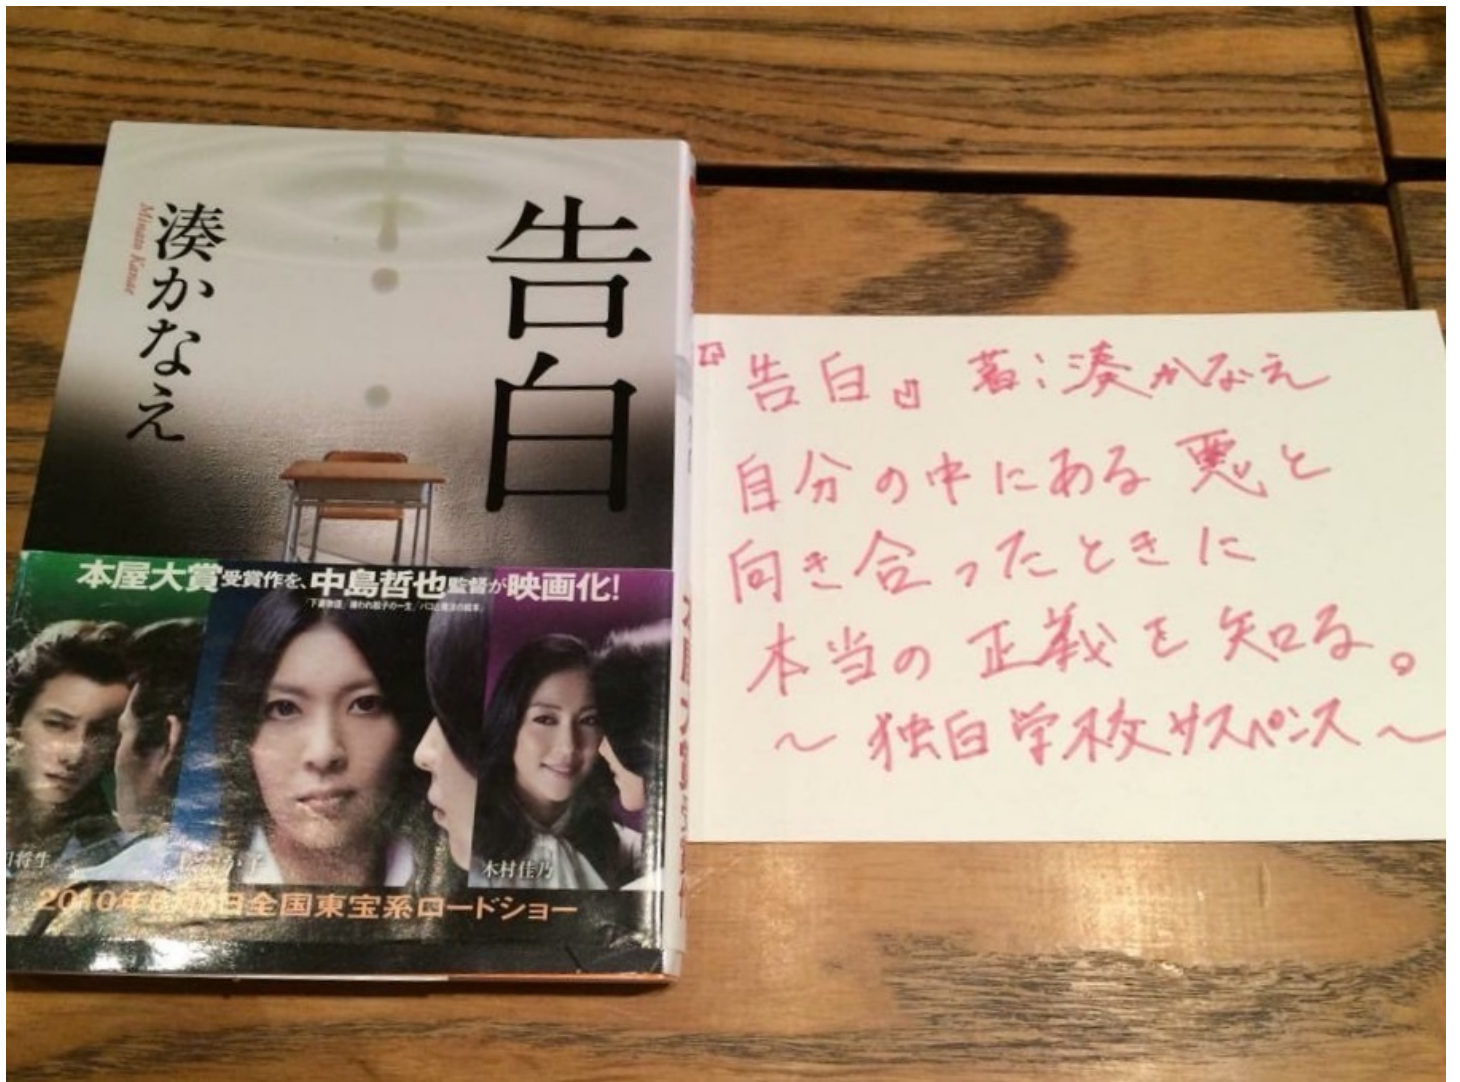 告白
湊かなえ
Minato Kanae
本屋大賞受賞作を、中島哲也監督が映画化!
『下妻物語』『嫌われ松子の一生』『パコと魔法の絵本』
将生
か子
木村佳乃
全国東宝系ロードショー
『告白』 著:湊かなえ
自分の中にある悪と
向き合ったときに
本当の正義を知る。
〜独白学校サスペンス〜